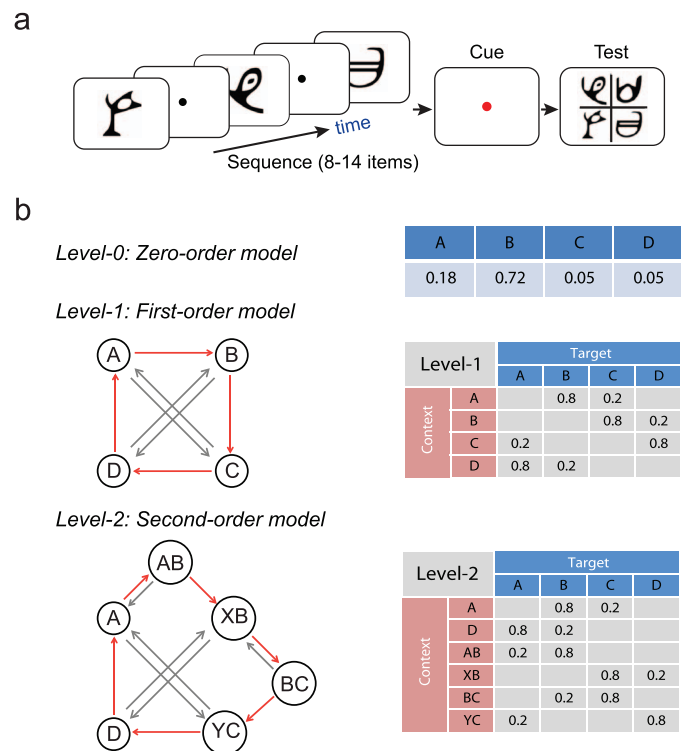 a
Cue
Test
time
Sequence (8-14 items)
b
Level-0: Zero-order model
A B C D
0.18 0.72 0.05 0.05
Level-1: First-order model
A B
D C
Level-1 Target
A B C D
Context
A 0.8 0.2
B 0.8 0.2
C 0.2 0.8
D 0.8 0.2
Level-2: Second-order model
AB
A XB
BC
D YC
Level-2 Target
A B C D
Context
A 0.8 0.2
D 0.8 0.2
AB 0.2 0.8
XB 0.8 0.2
BC 0.2 0.8
YC 0.2 0.8